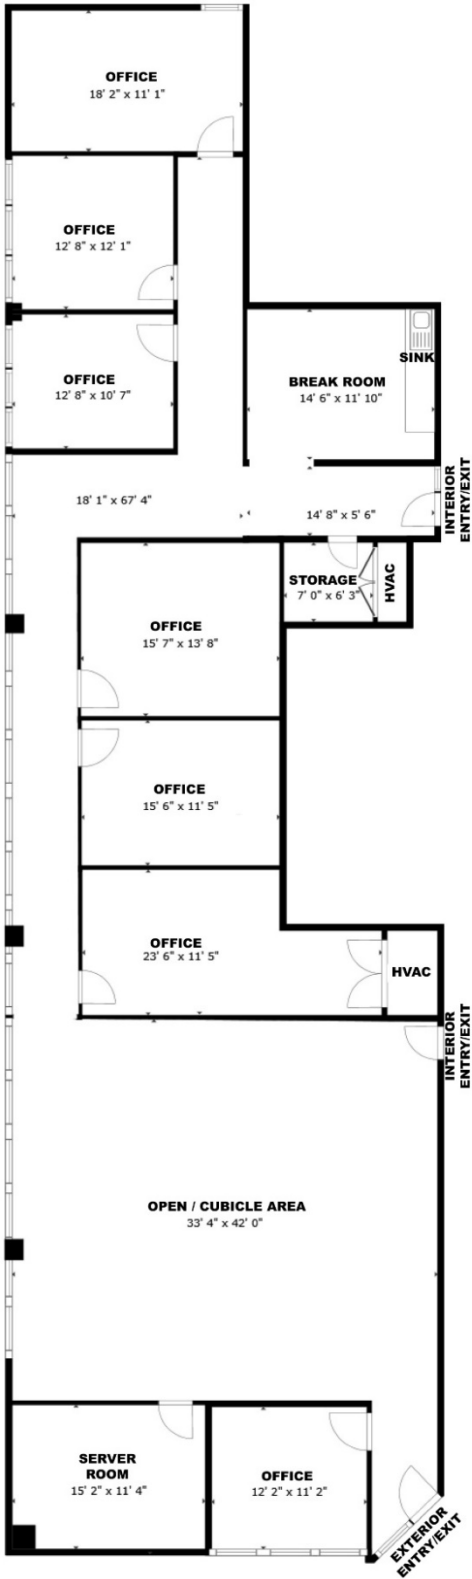 OFFICE
18' 2" x 11' 1"
OFFICE
12' 8" x 12' 1"
OFFICE
12' 8" x 10' 7"
SINK
BREAK ROOM
14' 6" x 11' 10"
18' 1" x 67' 4"
14' 8" x 5' 6"
INTERIOR
ENTRY/EXIT
STORAGE
7' 0" x 6' 3"
HVAC
OFFICE
15' 7" x 13' 8"
OFFICE
15' 6" x 11' 5"
OFFICE
23' 6" x 11' 5"
HVAC
INTERIOR
ENTRY/EXIT
OPEN / CUBICLE AREA
33' 4" x 42' 0"
SERVER
ROOM
15' 2" x 11' 4"
OFFICE
12' 2" x 11' 2"
EXTERIOR
ENTRY/EXIT